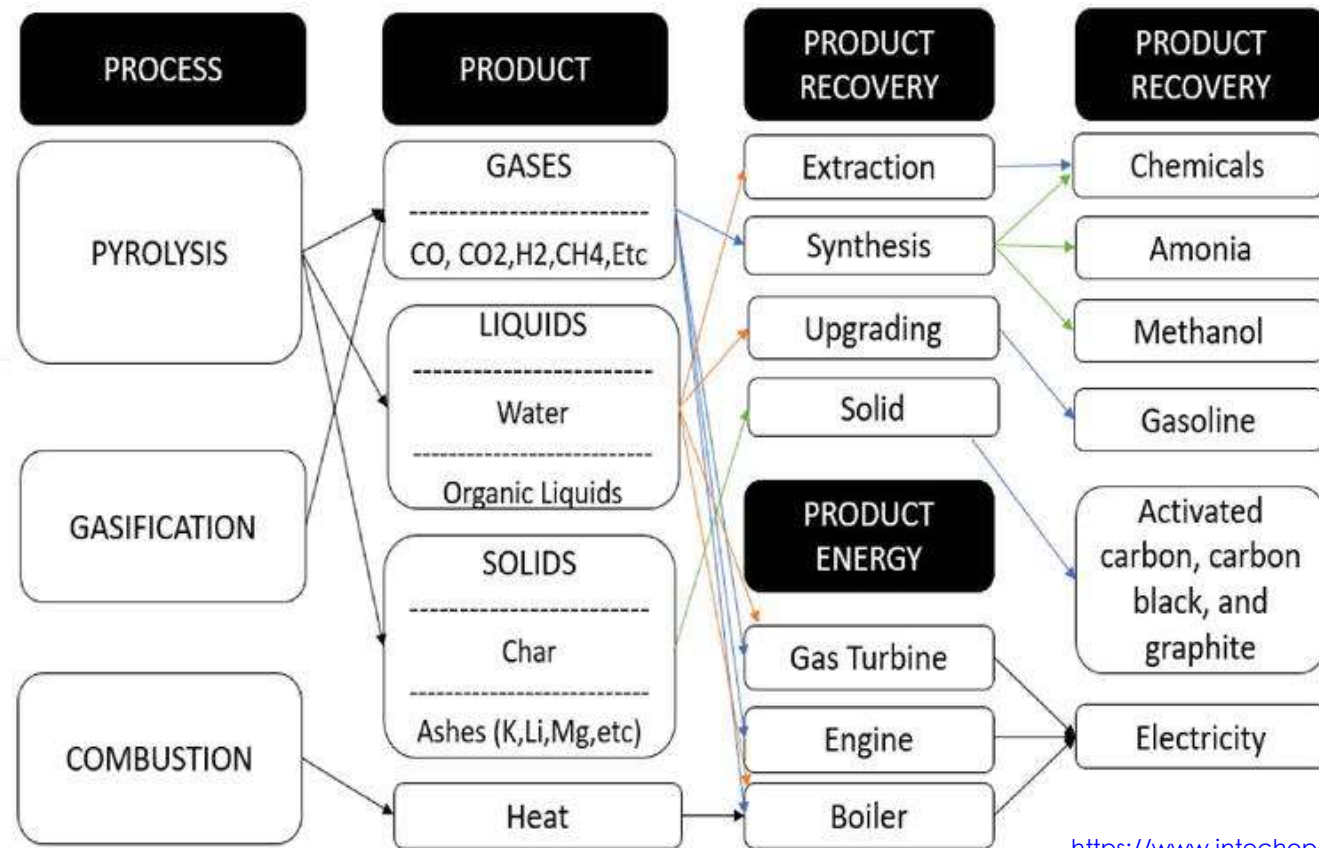 PROCESS
PRODUCT
PRODUCT
RECOVERY
PRODUCT
RECOVERY
PYROLYSIS
GASIFICATION
COMBUSTION
GASES
------------------------
CO, CO2,H2,CH4,Etc
LIQUIDS
------------------------
Water
------------------------
Organic Liquids
SOLIDS
------------------------
Char
------------------------
Ashes (K,Li,Mg,etc)
Heat
Extraction
Synthesis
Upgrading
Solid
PRODUCT
ENERGY
Gas Turbine
Engine
Boiler
Chemicals
Amonia
Methanol
Gasoline
Activated
carbon, carbon
black, and
graphite
Electricity